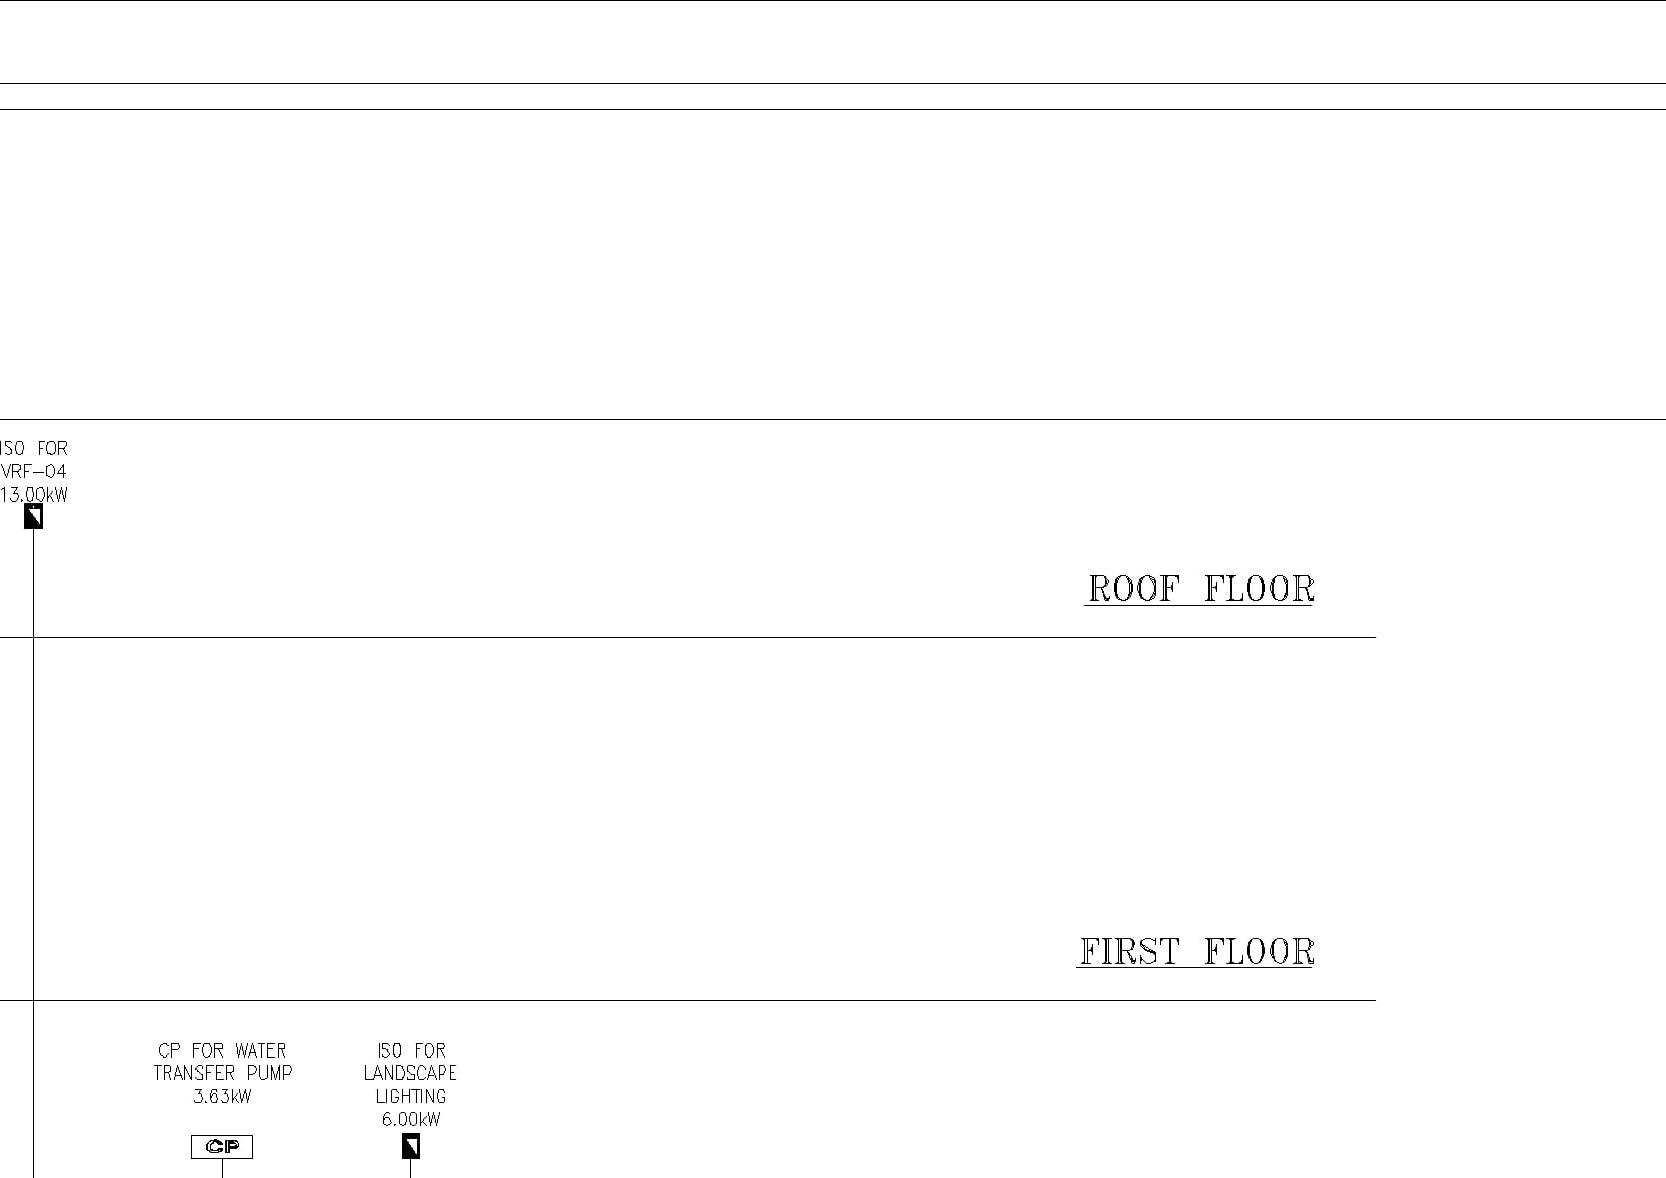 ISO FOR
VRF-04
13.00kW
ROOF FLOOR
FIRST FLOOR
CP FOR WATER
TRANSFER PUMP
3.63kW
CP
ISO FOR
LANDSCAPE
LIGHTING
6.00kW